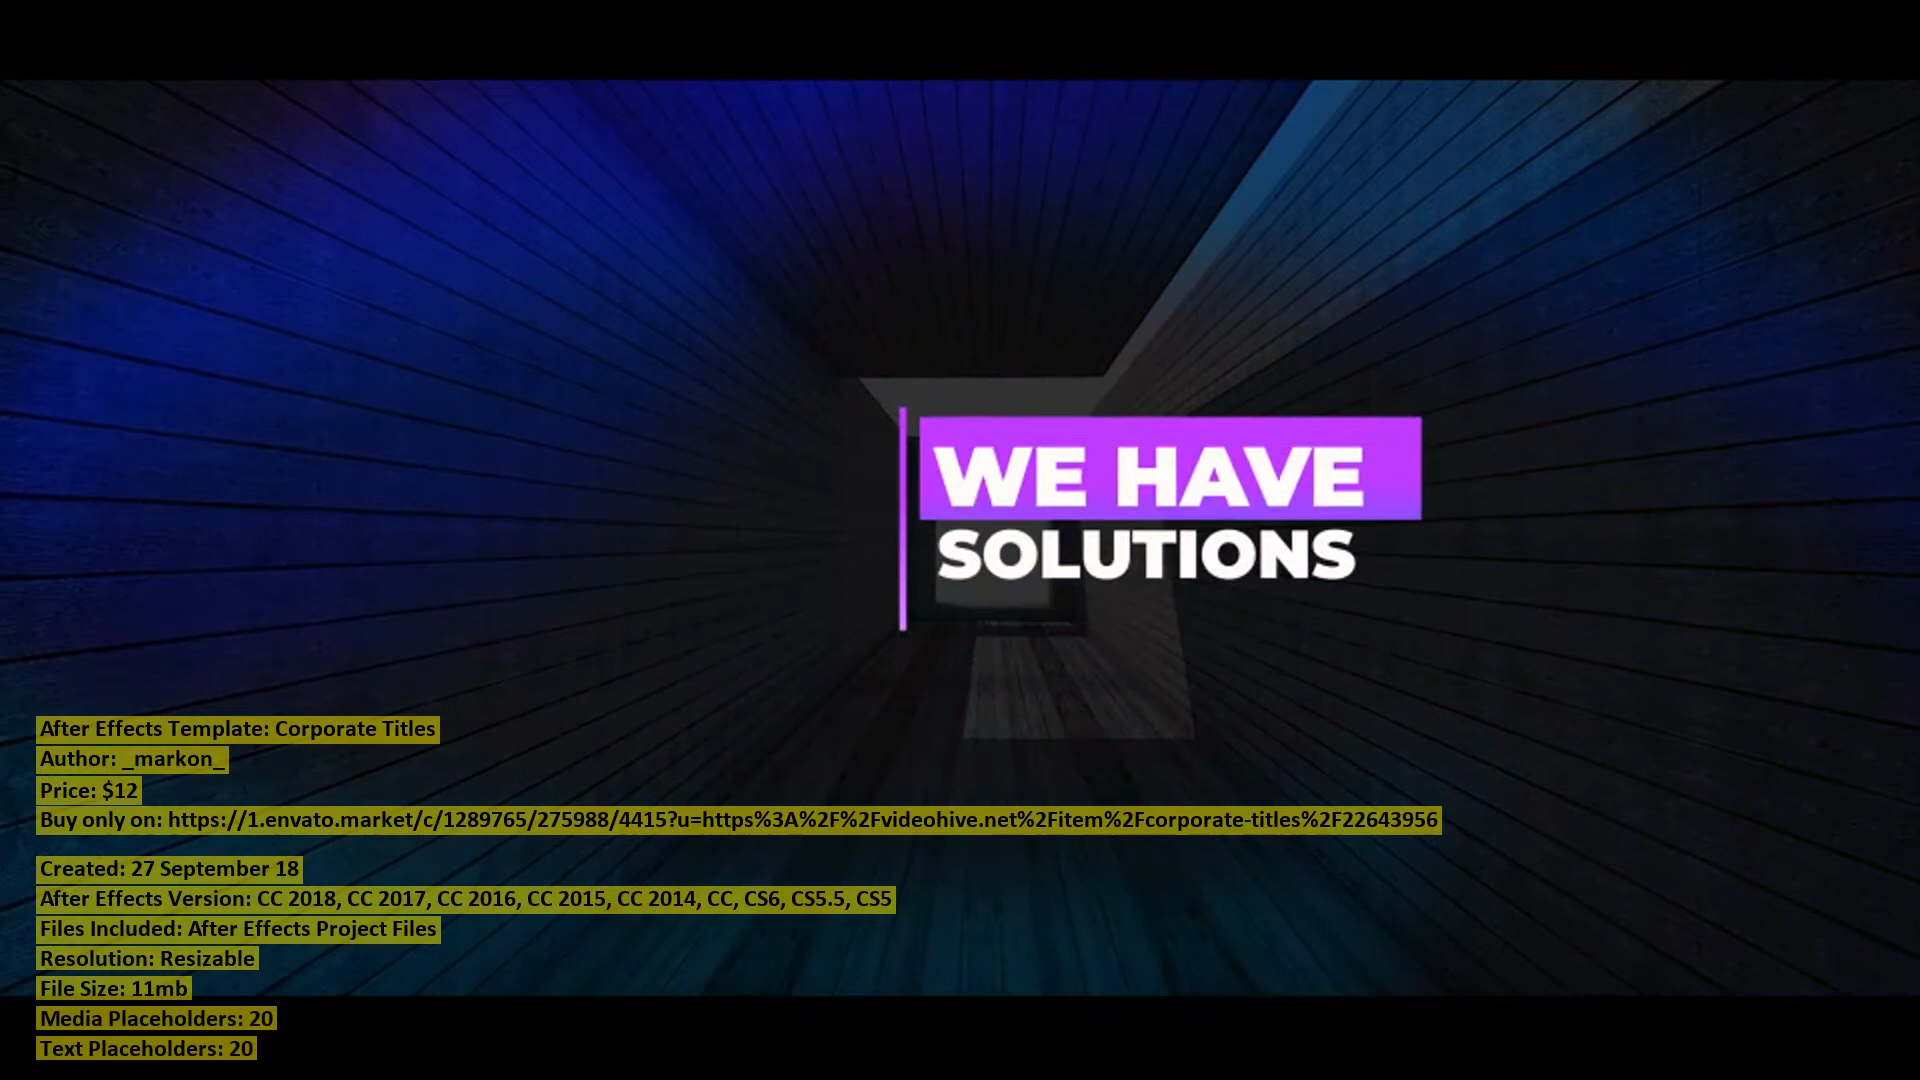 WE HAVE
SOLUTIONS
After Effects Template: Corporate Titles
Author: _markon_
Price: $12
Buy only on: https://1.envato.market/c/1289765/275988/4415?u=https%3A%2F%2Fvideohive.net%2Fitem%2Fcorporate-titles%2F22643956
Created: 27 September 18
After Effects Version: CC 2018, CC 2017, CC 2016, CC 2015, CC 2014, CC, CS6, CS5.5, CS5
Files Included: After Effects Project Files
Resolution: Resizable
File Size: 11mb
Media Placeholders: 20
Text Placeholders: 20